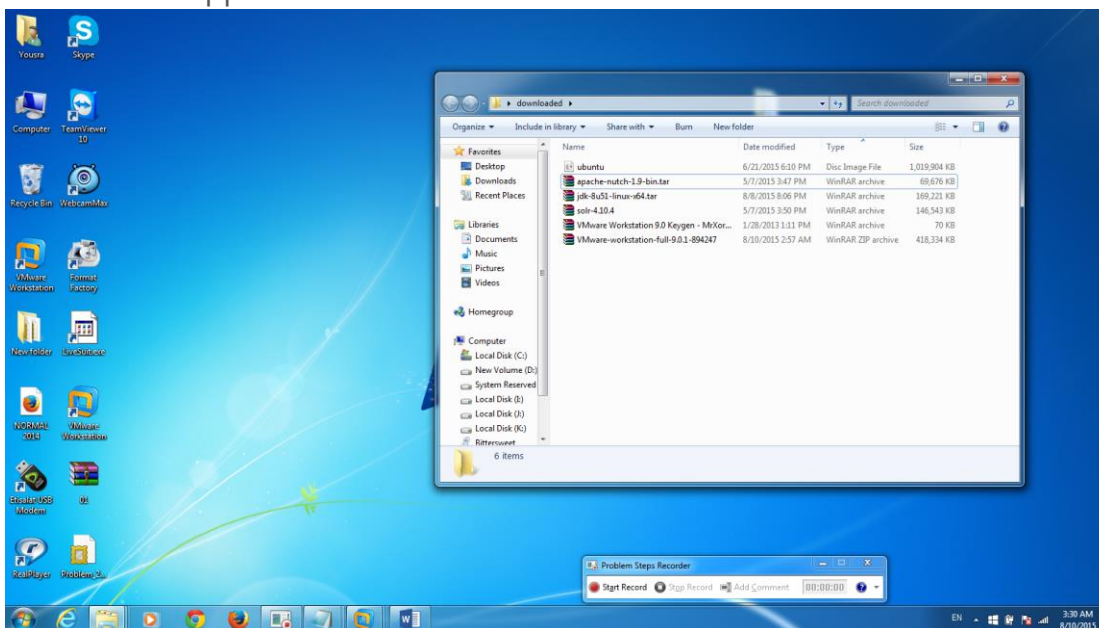 Yousra
Skype
Computer
TeamViewer
10
Recycle Bin
WebcamMax
VMware
Workstation
Format
Factory
New folder
LiveSuit.exe
NORMAL
2014
VMware
Workstation
Etisalat USB
Modem
RealPlayer
Problem_2...
downloaded
Search downloaded
Organize
Include in library
Share with
Burn
New folder
Favorites
Desktop
Downloads
Recent Places
Libraries
Documents
Music
Pictures
Videos
Homegroup
Computer
Local Disk (C:)
New Volume (D:)
System Reserved
Local Disk (I:)
Local Disk (J:)
Local Disk (K:)
Bittersweet
Name Date modified Type Size
ubuntu 6/21/2015 6:10 PM Disc Image File 1,019,904 KB
apache-nutch-1.9-bin.tar 5/7/2015 3:47 PM WinRAR archive 69,676 KB
jdk-8u51-linux-x64.tar 8/8/2015 8:06 PM WinRAR archive 169,221 KB
solr-4.10.4 5/7/2015 3:50 PM WinRAR archive 146,543 KB
VMware Workstation 9.0 Keygen - MrXor... 1/28/2013 1:11 PM WinRAR archive 70 KB
VMware-workstation-full-9.0.1-894247 8/10/2015 2:57 AM WinRAR ZIP archive 418,334 KB
6 items
Problem Steps Recorder
Start Record Stop Record Add Comment 00:00:00
EN
3:30 AM
8/10/2015